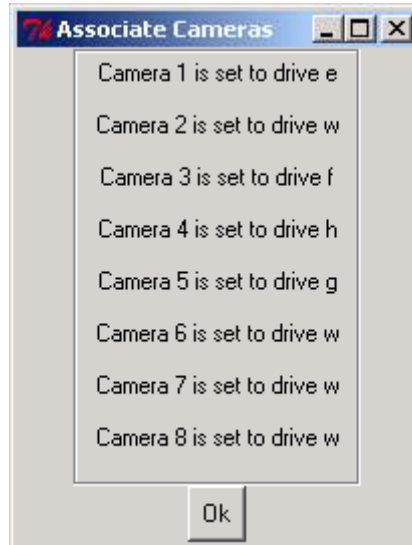 Associate Cameras
Camera 1 is set to drive e
Camera 2 is set to drive w
Camera 3 is set to drive f
Camera 4 is set to drive h
Camera 5 is set to drive g
Camera 6 is set to drive w
Camera 7 is set to drive w
Camera 8 is set to drive w
Ok